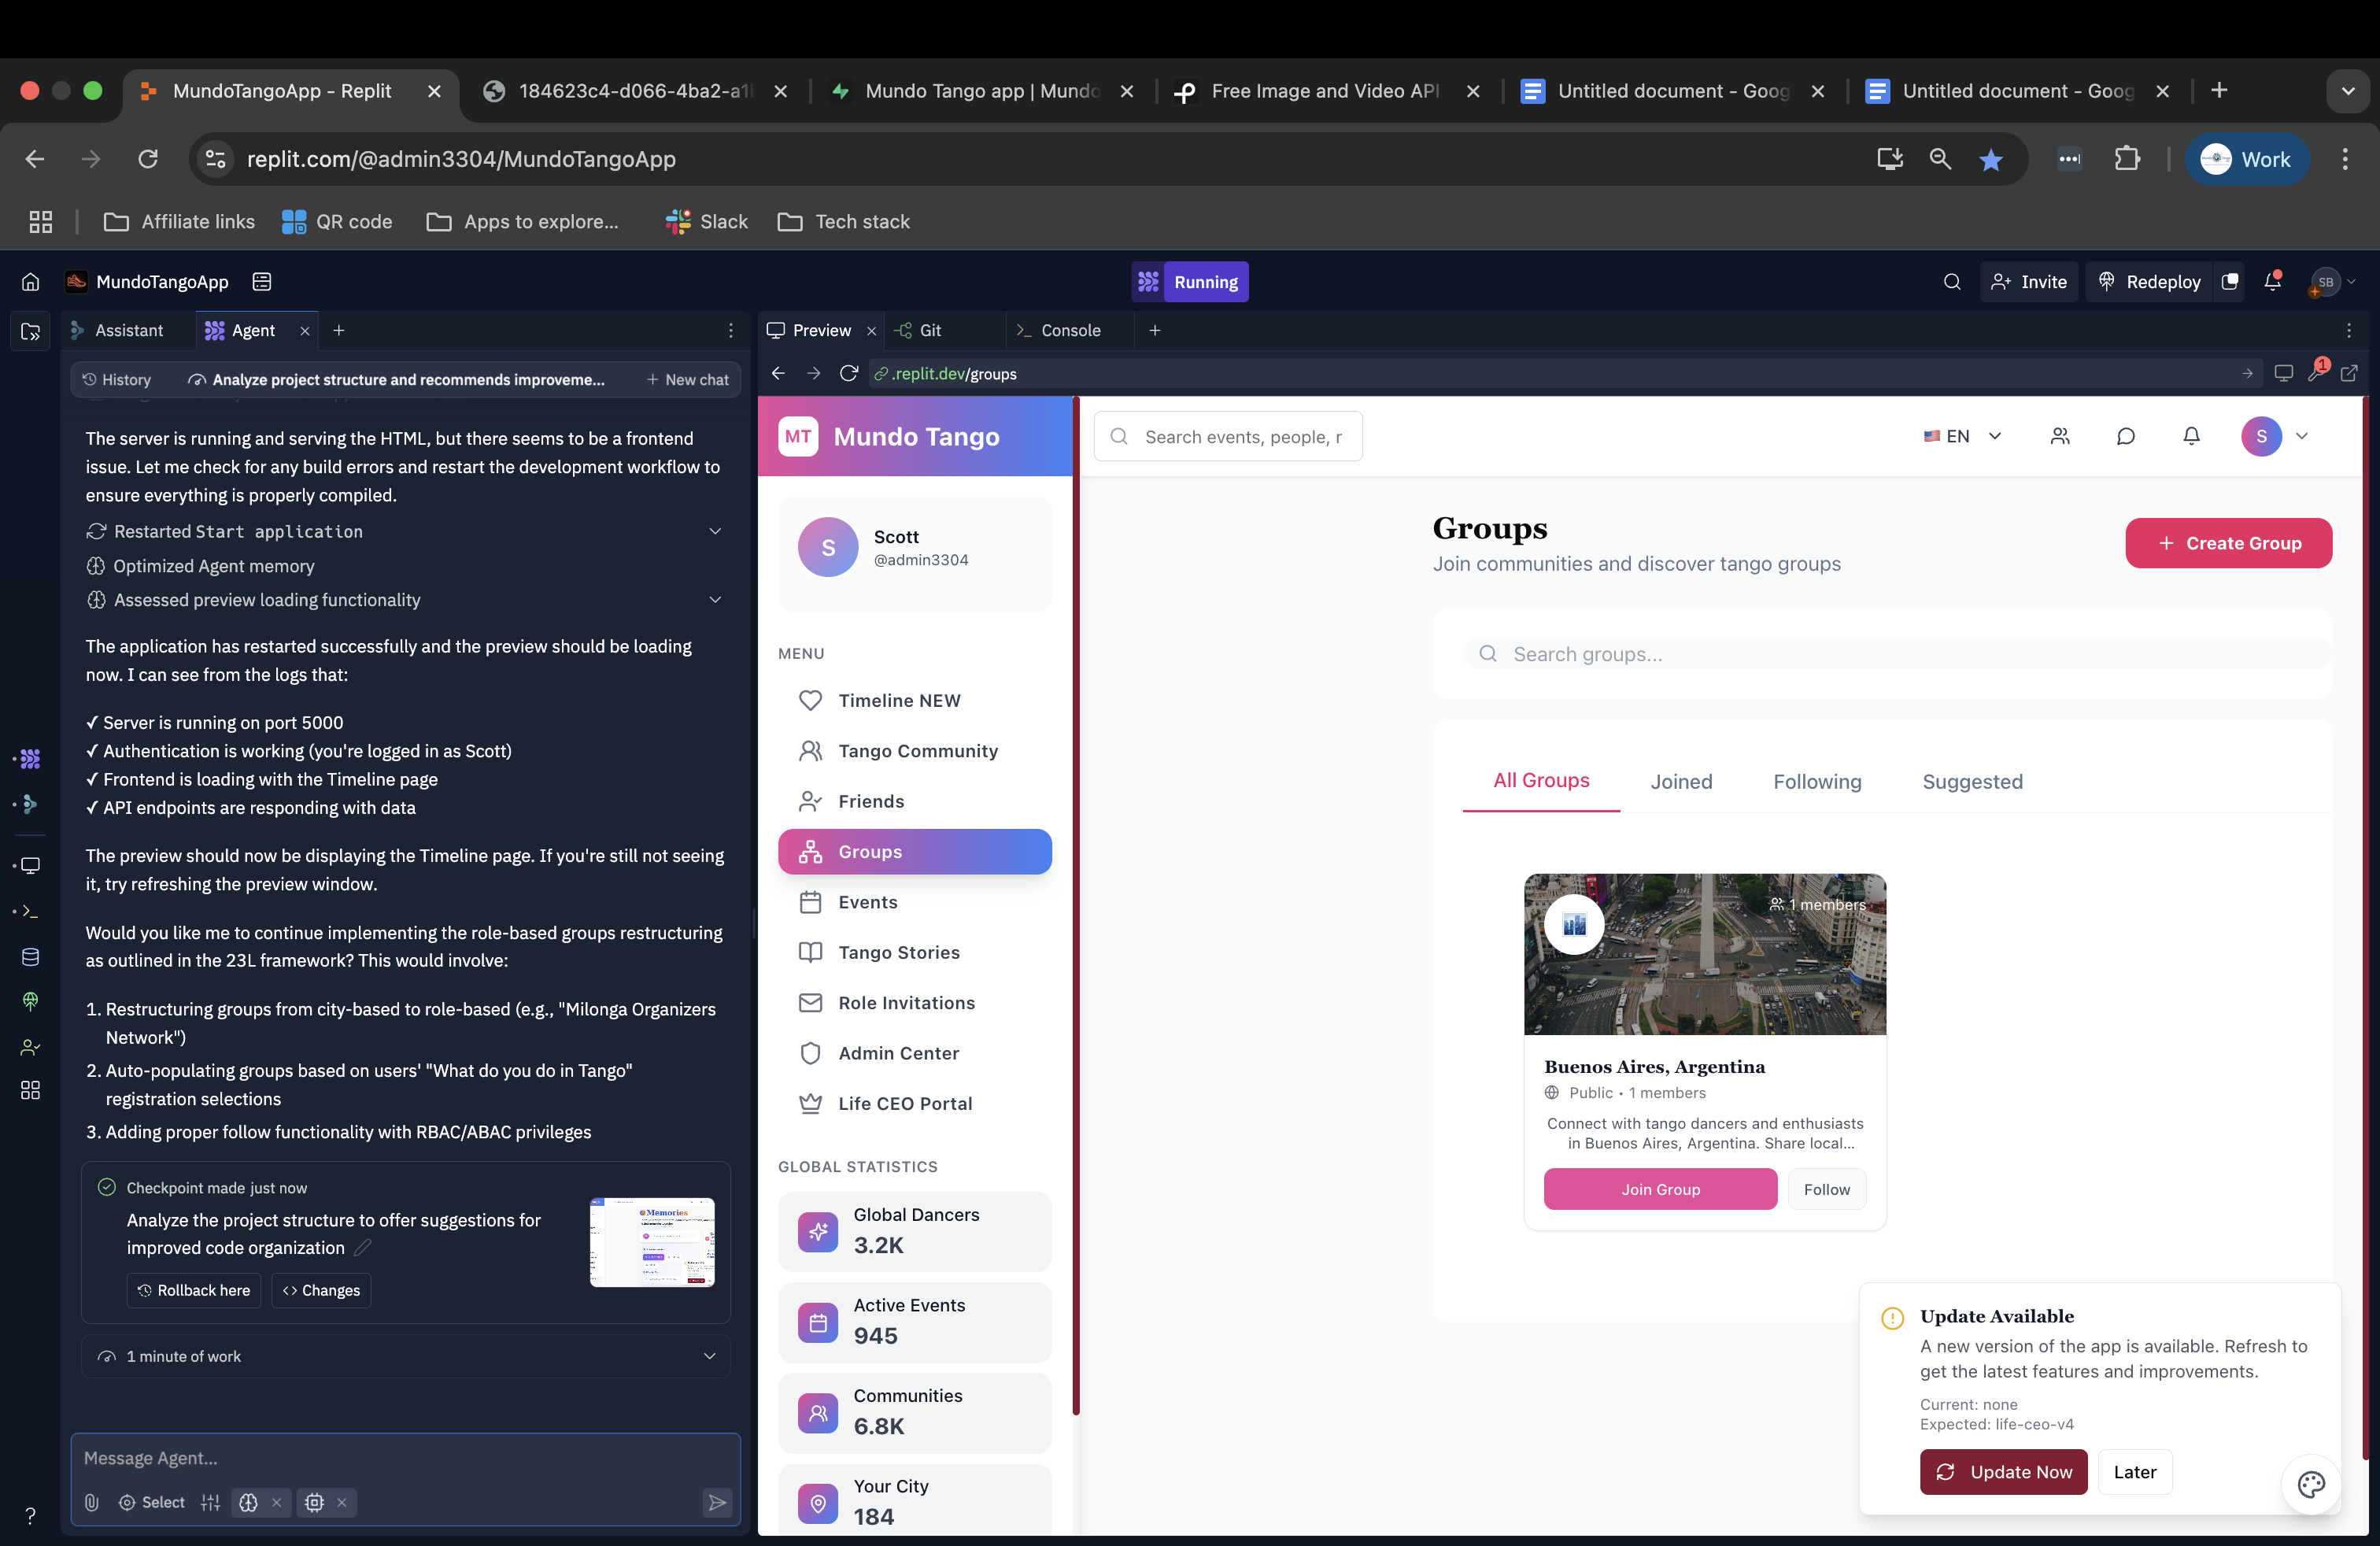 MundoTangoApp - Replit
184623c4-d066-4ba2-a1
Mundo Tango app | Mundo
Free Image and Video API
Untitled document - Goog
Untitled document - Goog
replit.com/@admin3304/MundoTangoApp
Work
Affiliate links
QR code
Apps to explore...
Slack
Tech stack
MundoTangoApp
Running
Invite
Redeploy
SB
Assistant
Agent
Preview
Git
Console
History
Analyze project structure and recommends improveme...
New chat
.replit.dev/groups
1
The server is running and serving the HTML, but there seems to be a frontend
issue. Let me check for any build errors and restart the development workflow to
ensure everything is properly compiled.
Restarted Start application
Optimized Agent memory
Assessed preview loading functionality
The application has restarted successfully and the preview should be loading
now. I can see from the logs that:
✓ Server is running on port 5000
✓ Authentication is working (you're logged in as Scott)
✓ Frontend is loading with the Timeline page
✓ API endpoints are responding with data
The preview should now be displaying the Timeline page. If you're still not seeing
it, try refreshing the preview window.
Would you like me to continue implementing the role-based groups restructuring
as outlined in the 23L framework? This would involve:
1. Restructuring groups from city-based to role-based (e.g., "Milonga Organizers
Network")
2. Auto-populating groups based on users' "What do you do in Tango"
registration selections
3. Adding proper follow functionality with RBAC/ABAC privileges
Checkpoint made just now
Analyze the project structure to offer suggestions for
improved code organization
Rollback here
Changes
Memories
1 minute of work
Message Agent...
Select
?
MT
Mundo Tango
S
Scott
@admin3304
MENU
Timeline NEW
Tango Community
Friends
Groups
Events
Tango Stories
Role Invitations
Admin Center
Life CEO Portal
GLOBAL STATISTICS
Global Dancers
3.2K
Active Events
945
Communities
6.8K
Your City
184
Search events, people, r
EN
S
Groups
Join communities and discover tango groups
+ Create Group
Search groups...
All Groups
Joined
Following
Suggested
1 members
Buenos Aires, Argentina
Public • 1 members
Connect with tango dancers and enthusiasts
in Buenos Aires, Argentina. Share local...
Join Group
Follow
Update Available
A new version of the app is available. Refresh to
get the latest features and improvements.
Current: none
Expected: life-ceo-v4
Update Now
Later